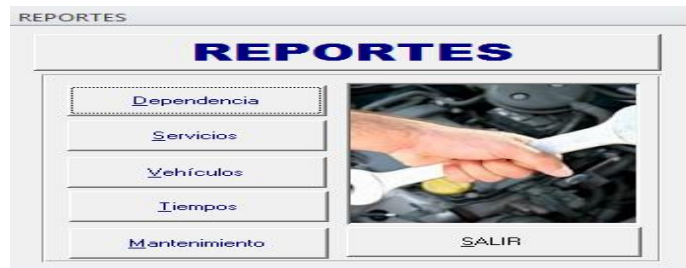 REPORTES
REPORTES
Dependencia
Servicios
Vehículos
Tiempos
Mantenimiento
SALIR